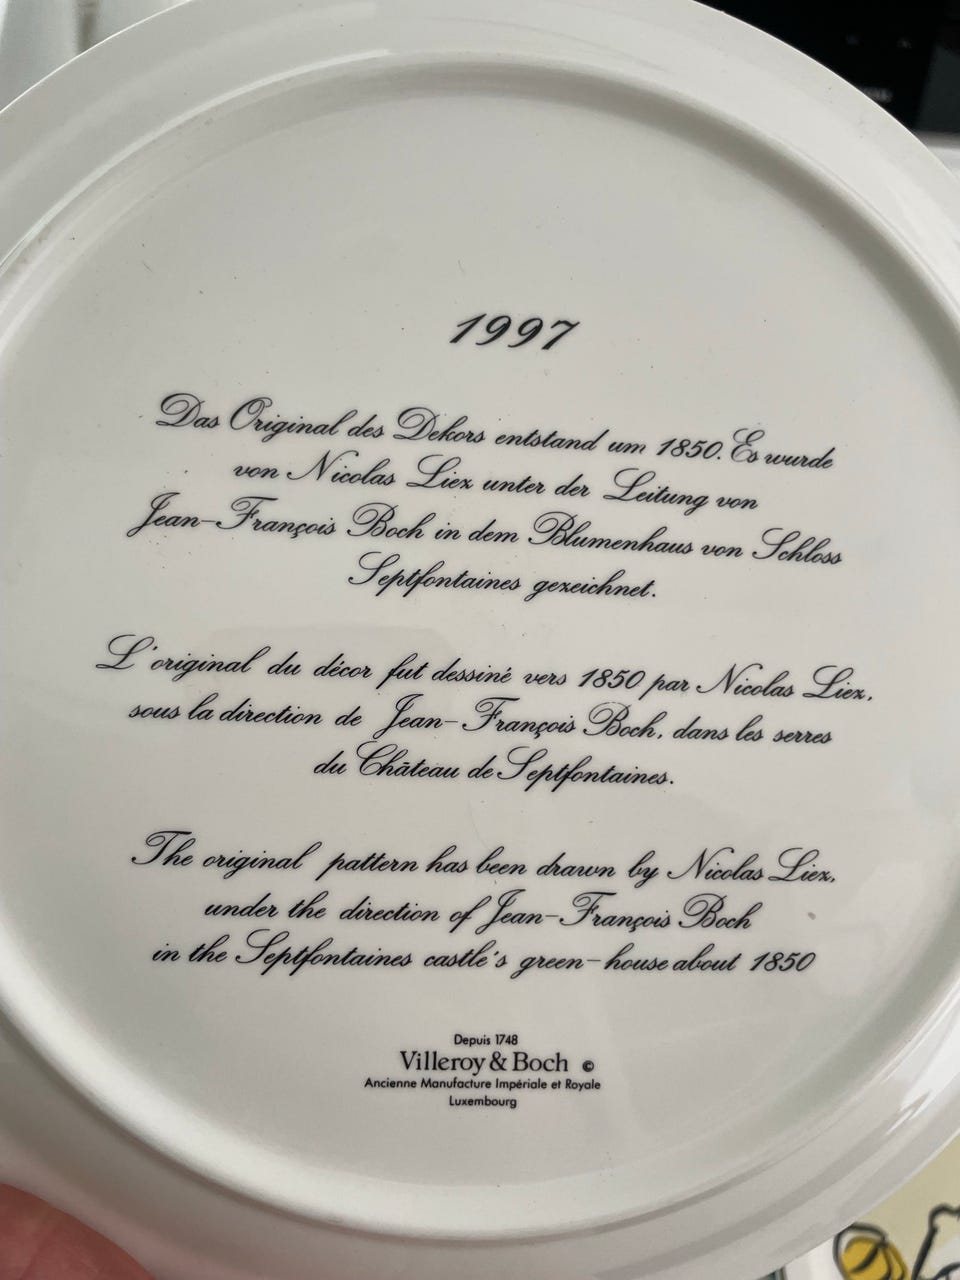 1997
Das Original des Dekors entstand um 1850. Es wurde
von Nicolas Liez unter der Leitung von
Jean-François Boch in dem Blumenhaus von Schloss
Septfontaines gezeichnet.
L'original du décor fut dessiné vers 1850 par Nicolas Liez,
sous la direction de Jean-François Boch, dans les serres
du Château de Septfontaines.
The original pattern has been drawn by Nicolas Liez,
under the direction of Jean-François Boch
in the Septfontaines castle's green-house about 1850
Depuis 1748
Villeroy & Boch ©
Ancienne Manufacture Impériale et Royale
Luxembourg